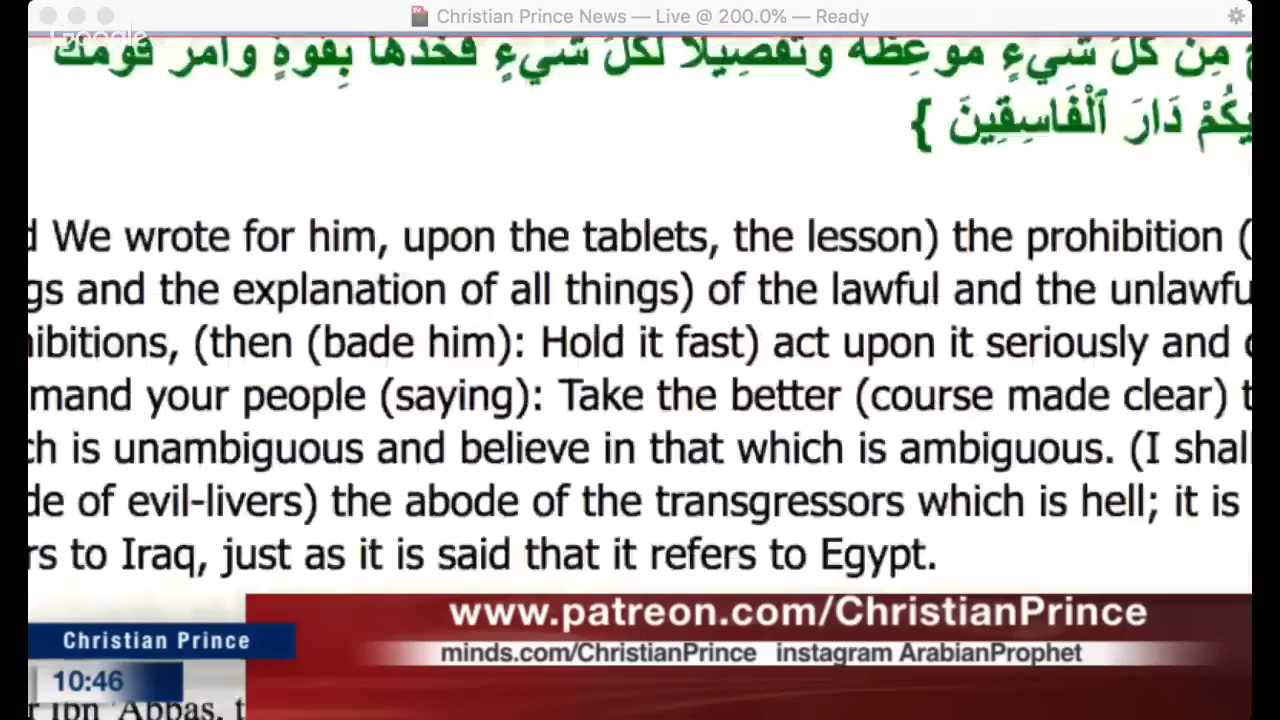 Christian Prince News — Live @ 200.0% — Ready
Google
مِن كُلِّ شَيْءٍ مَّوْعِظَةً وَتَفْصِيلاً لِّكُلِّ شَيْءٍ فَخُذْهَا بِقُوَّةٍ وَأْمُرْ قَوْمَكَ
دَارَ ٱلْفَاسِقِينَ }
We wrote for him, upon the tablets, the lesson) the prohibition (
gs and the explanation of all things) of the lawful and the unlawfu
ibitions, (then (bade him): Hold it fast) act upon it seriously and
mand your people (saying): Take the better (course made clear) t
ch is unambiguous and believe in that which is ambiguous. (I shal
de of evil-livers) the abode of the transgressors which is hell; it is
rs to Iraq, just as it is said that it refers to Egypt.
www.patreon.com/ChristianPrince
Christian Prince
minds.com/ChristianPrince instagram ArabianProphet
10:46
r Ibn 'Abbas, t